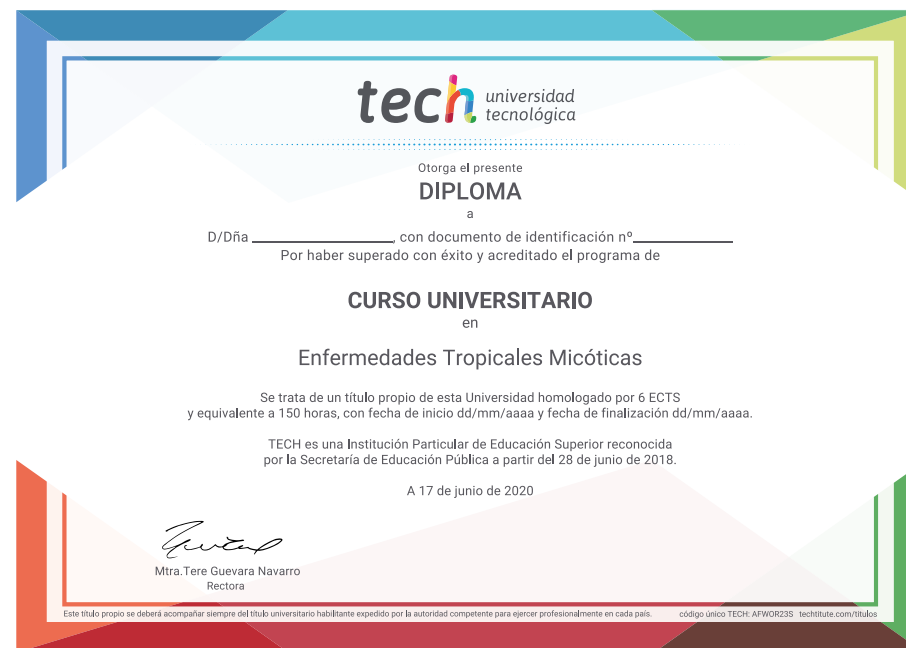 tech universidad
tecnológica
Otorga el presente
DIPLOMA
a
D/Dña ____________________, con documento de identificación nº______________
Por haber superado con éxito y acreditado el programa de
CURSO UNIVERSITARIO
en
Enfermedades Tropicales Micóticas
Se trata de un título propio de esta Universidad homologado por 6 ECTS
y equivalente a 150 horas, con fecha de inicio dd/mm/aaaa y fecha de finalización dd/mm/aaaa.
TECH es una Institución Particular de Educación Superior reconocida
por la Secretaría de Educación Pública a partir del 28 de junio de 2018.
A 17 de junio de 2020
Mtra.Tere Guevara Navarro
Rectora
Este título propio se deberá acompañar siempre del título universitario habilitante expedido por la autoridad competente para ejercer profesionalmente en cada país. código único TECH: AFWOR23S techtitute.com/titulos